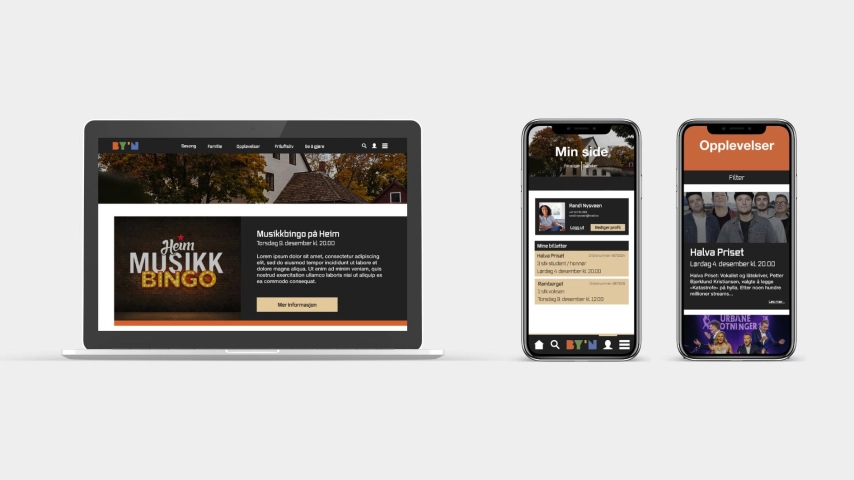 BY'N
Sesong Familie Opplevelser Friluftsliv Se & gjøre
Heim
MUSIKK
BINGO
Musikkbingo på Heim
Torsdag 9. desember kl. 20.00
Lorem ipsum dolor sit amet, consectetur adipiscing
elit, sed do eiusmod tempor incididunt ut labore et
dolore magna aliqua. Ut enim ad minim veniam, quis
nostrud exercitation ullamco laboris nisi ut aliquip ex
ea commodo consequat.
Mer informasjon
Min side
Randi Nysveen
Logg ut
Rediger profil
Mine billetter
Halva Priset
3 stk student / honnør
Lørdag 4. desember kl. 20.00
1 stk voksen
Torsdag 9. desember kl. 12:00
BY'N
Opplevelser
Filter
Halva Priset
Lørdag 4. desember kl. 20.00
Halva Priset: Vokalist og låtskriver, Petter
Bjørklund Kristiansen, valgte å legge
«Katastrofe» på hylla, Etter noen hundre
millioner streams...
Les mer...
URBANE
TOTNINGER